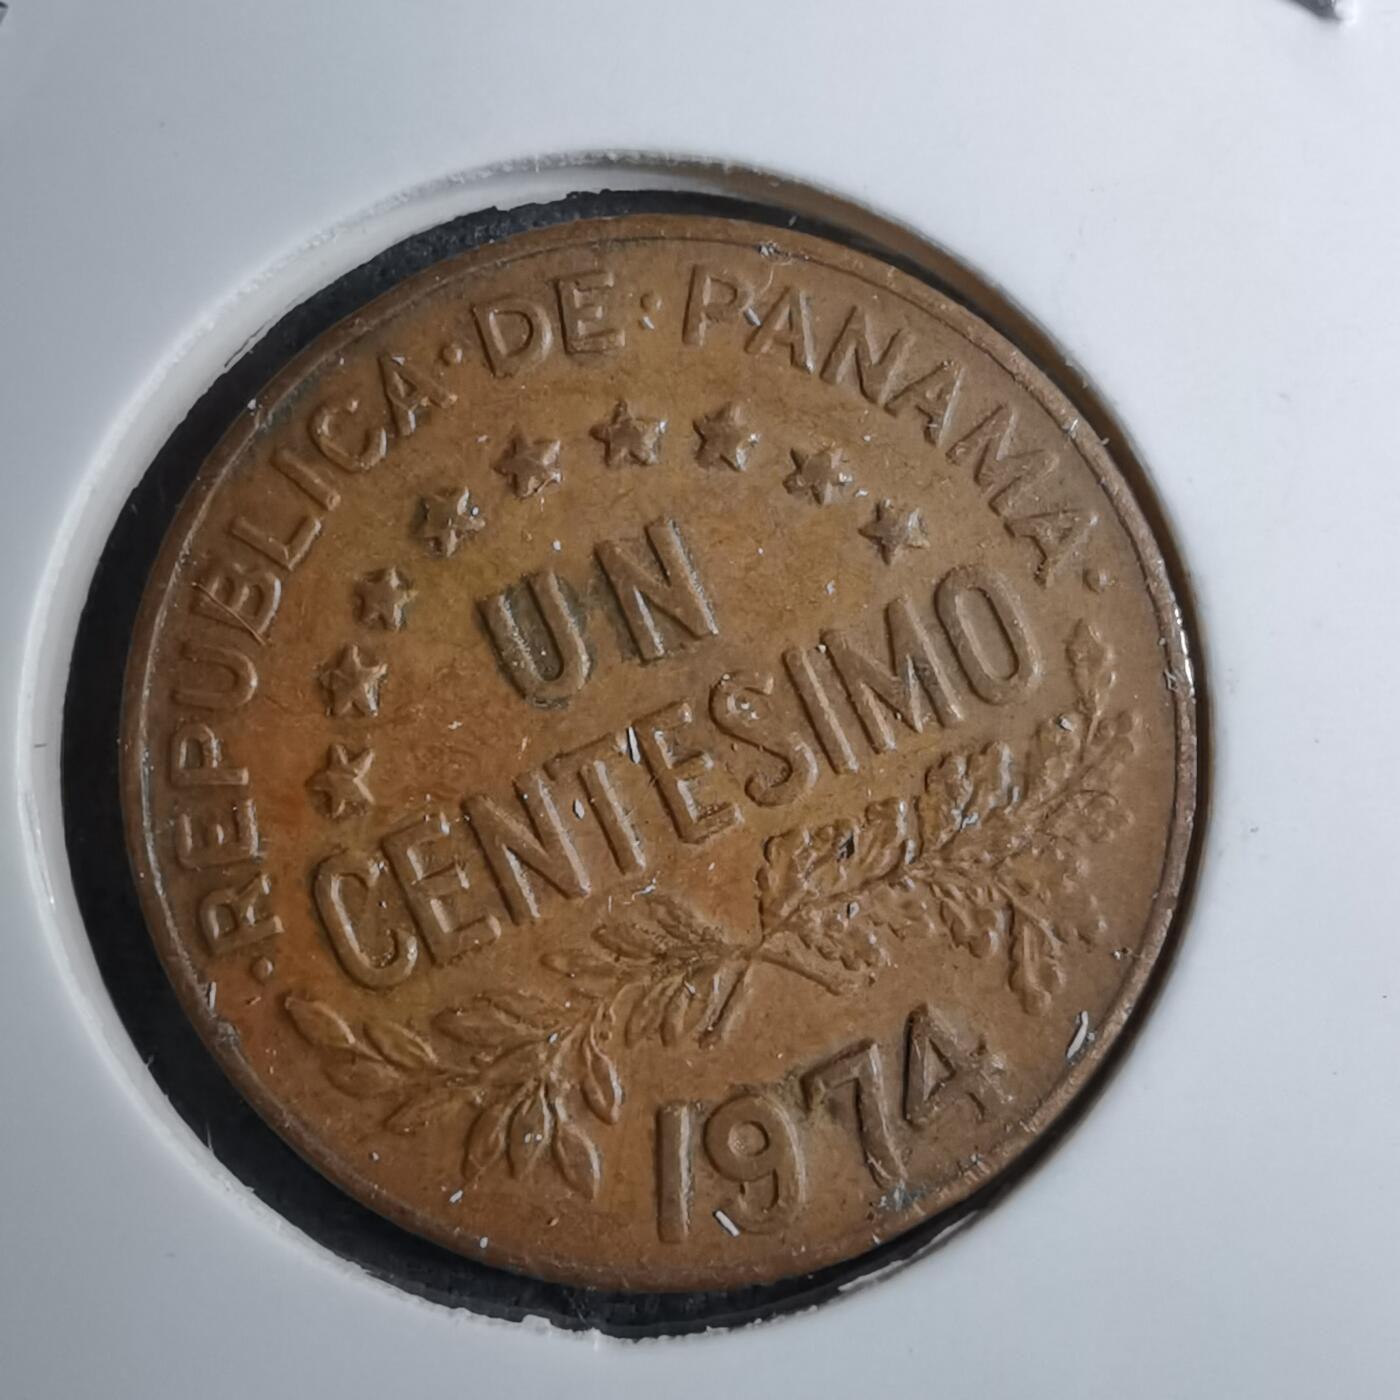 ·REPUBLICA·DE·PANAMA·
UN
CENTESIMO
1974